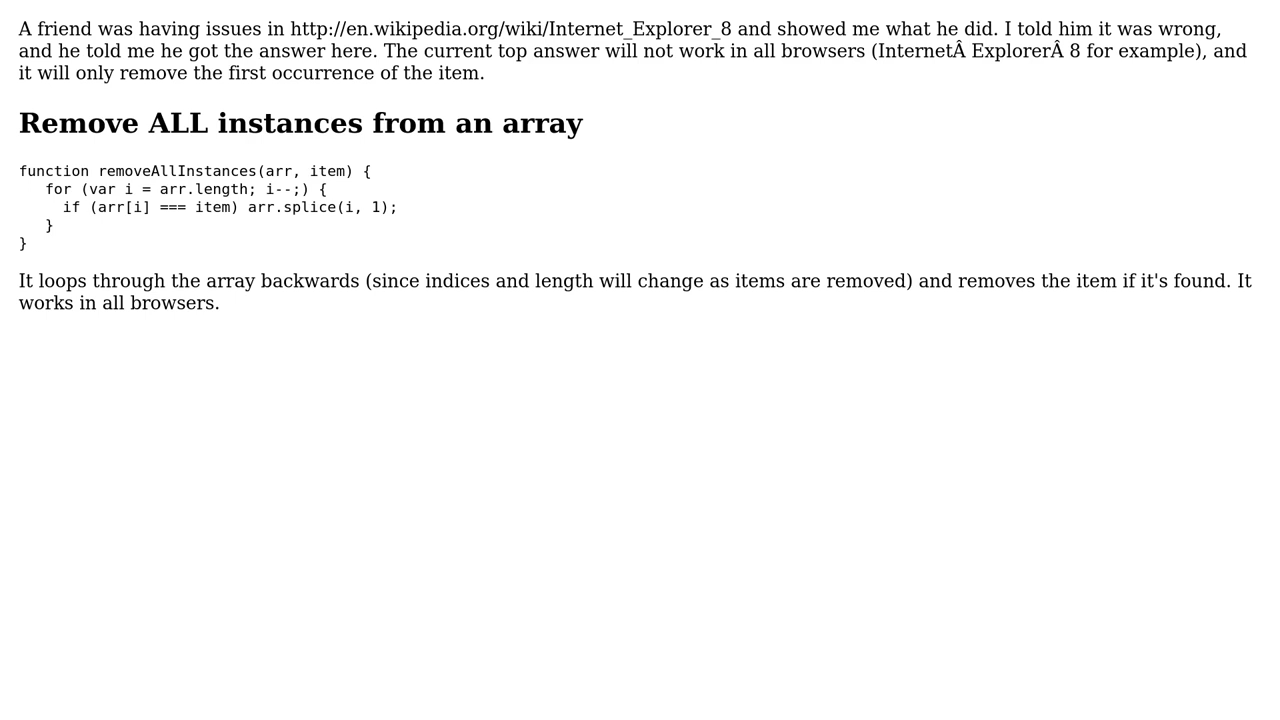 A friend was having issues in http://en.wikipedia.org/wiki/Internet_Explorer_8 and showed me what he did. I told him it was wrong,
and he told me he got the answer here. The current top answer will not work in all browsers (InternetÂ ExplorerÂ 8 for example), and
it will only remove the first occurrence of the item.
Remove ALL instances from an array
function removeAllInstances(arr, item) {
   for (var i = arr.length; i--;) {
     if (arr[i] === item) arr.splice(i, 1);
   }
}
It loops through the array backwards (since indices and length will change as items are removed) and removes the item if it's found. It
works in all browsers.